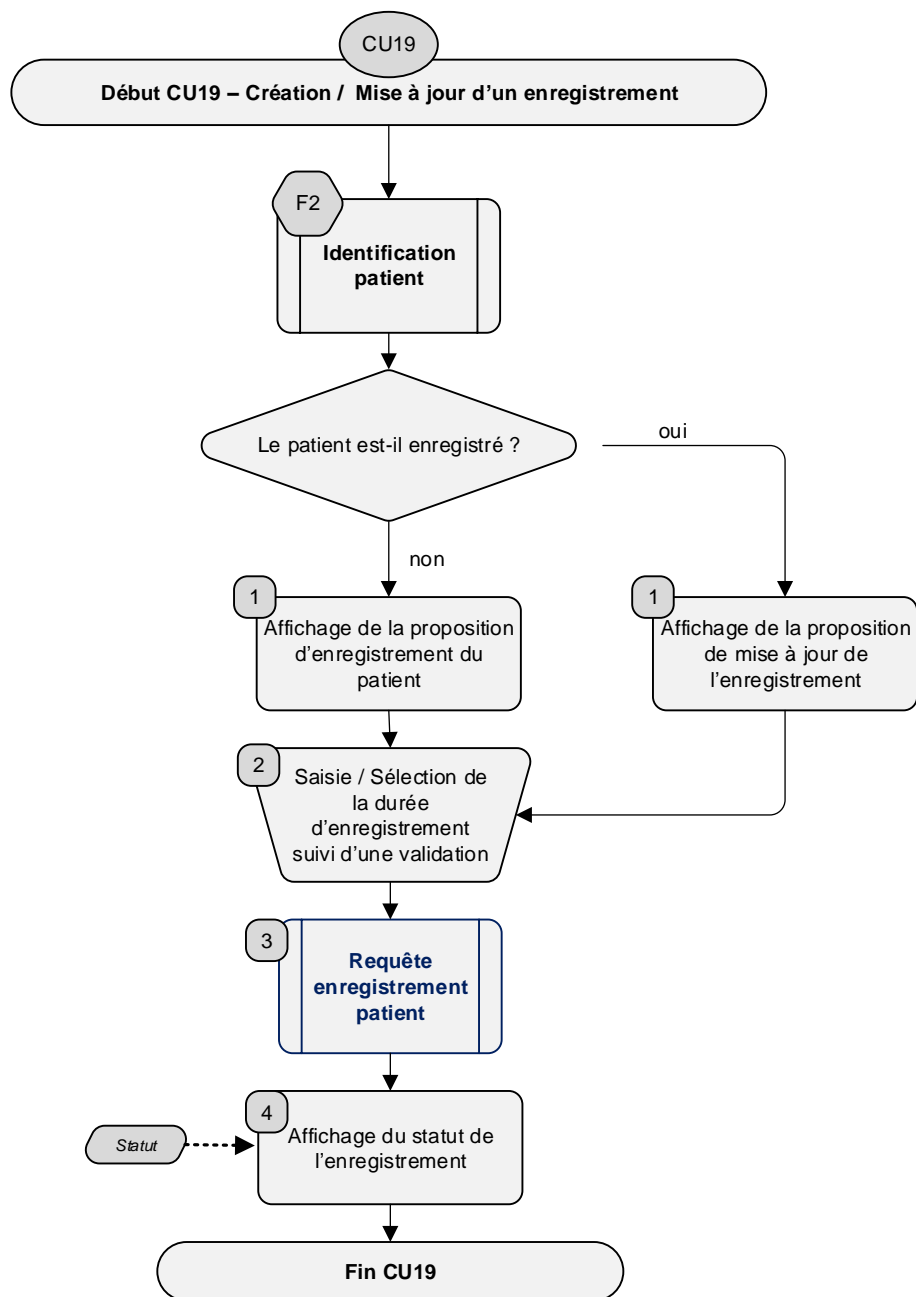 CU19
Début CU19 – Création / Mise à jour d'un enregistrement
F2
Identification
patient
Le patient est-il enregistré ?
oui
non
1
Affichage de la proposition
d'enregistrement du
patient
1
Affichage de la proposition
de mise à jour de
l'enregistrement
2
Saisie / Sélection de
la durée
d'enregistrement
suivi d'une validation
3
Requête
enregistrement
patient
4
Affichage du statut de
l'enregistrement
Statut
Fin CU19